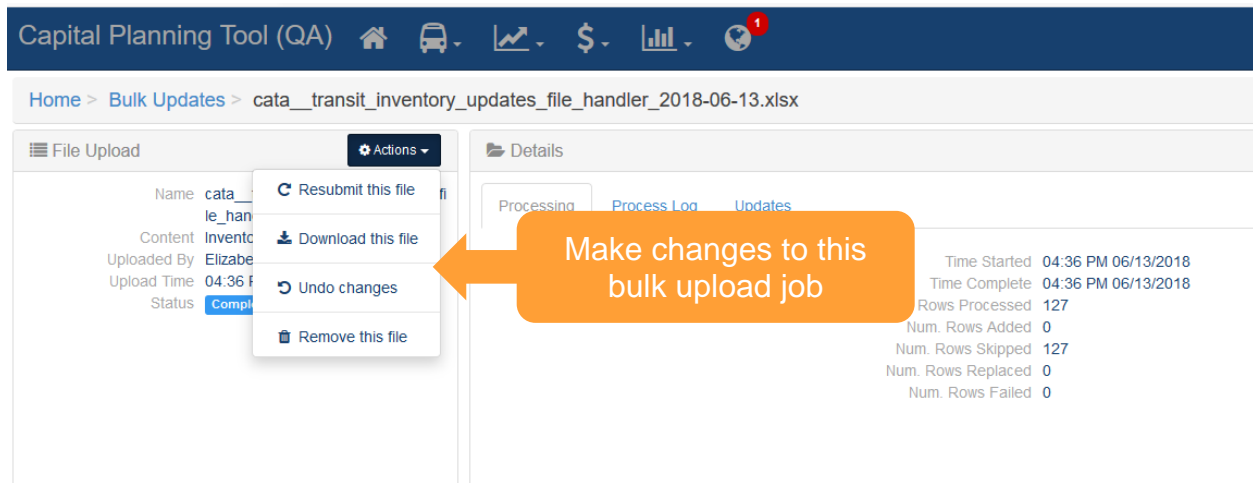 Capital Planning Tool (QA)
1
Home > Bulk Updates > cata__transit_inventory_updates_file_handler_2018-06-13.xlsx
File Upload
Actions
Name cata__ fi
le_han
Content Invento
Uploaded By Elizabe
Upload Time 04:36 P
Status Comple
Resubmit this file
Download this file
Undo changes
Remove this file
Details
Processing Process Log Updates
Make changes to this
bulk upload job
Time Started 04:36 PM 06/13/2018
Time Complete 04:36 PM 06/13/2018
Rows Processed 127
Num. Rows Added 0
Num. Rows Skipped 127
Num. Rows Replaced 0
Num. Rows Failed 0